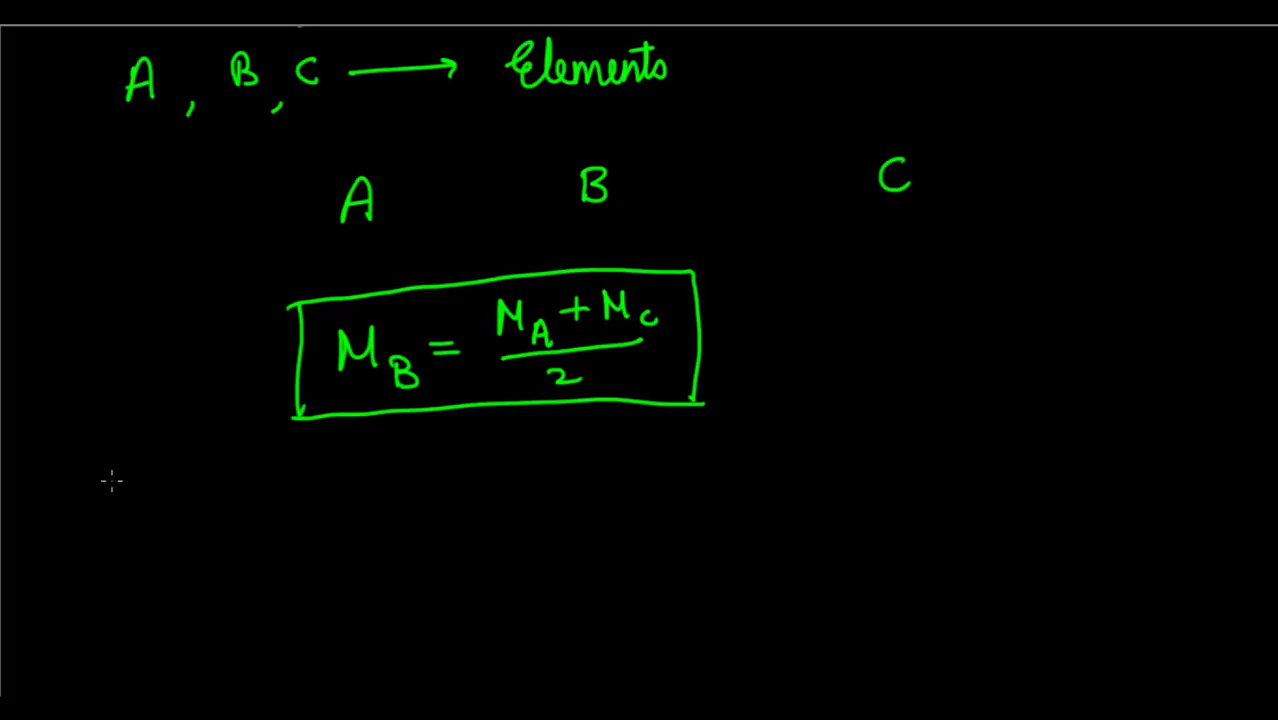 A, B, C → Elements
A B C
M_B = (M_A + M_C) / 2